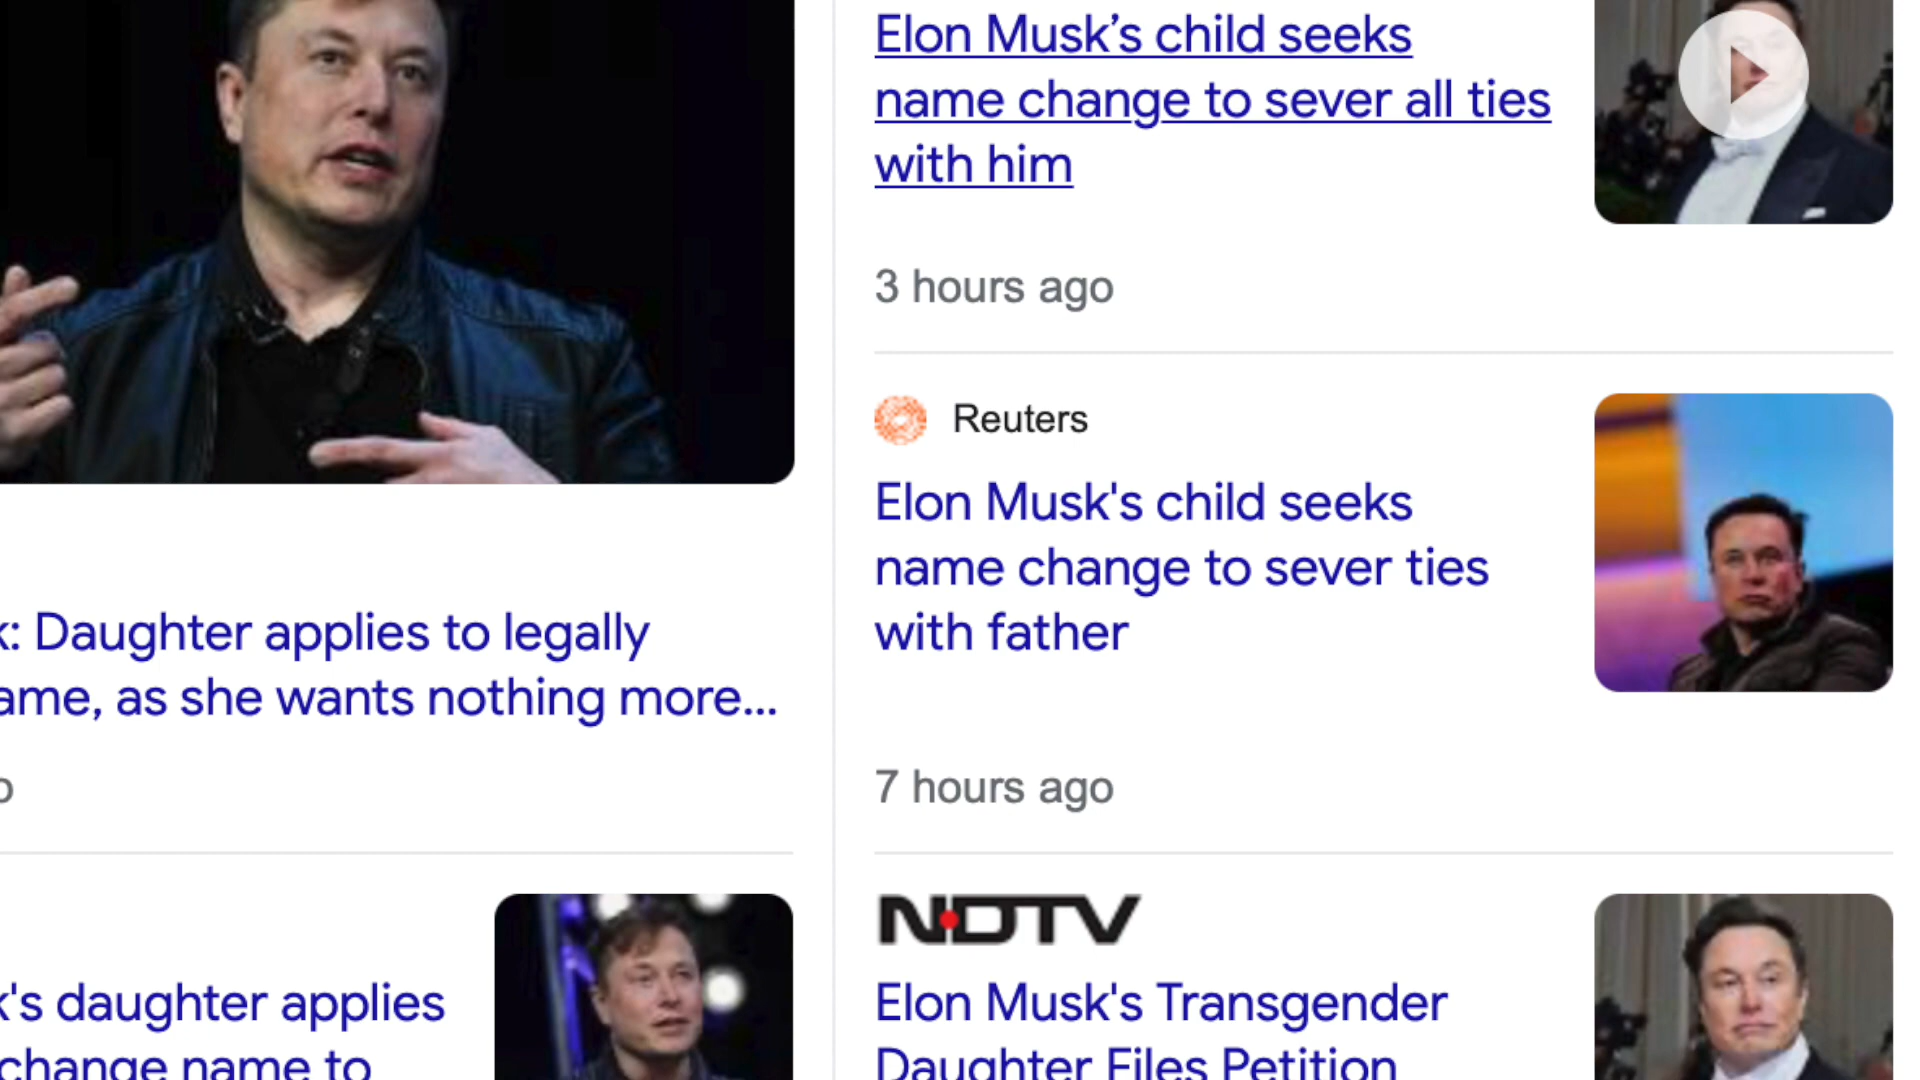 k: Daughter applies to legally
ame, as she wants nothing more...
o
k's daughter applies
change name to
Elon Musk’s child seeks
name change to sever all ties
with him
3 hours ago
Reuters
Elon Musk's child seeks
name change to sever ties
with father
7 hours ago
NDTV
Elon Musk's Transgender
Daughter Files Petition